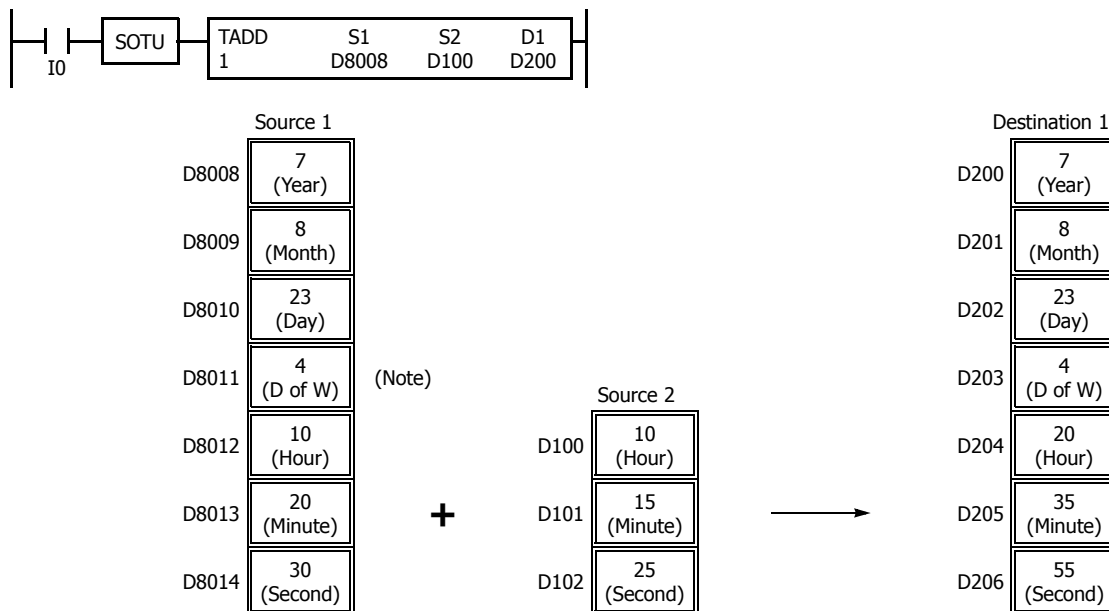 SOTU
TADD S1 S2 D1
1 D8008 D100 D200
I0
Source 1
Destination 1
D8008 7 (Year)
D200 7 (Year)
D8009 8 (Month)
D201 8 (Month)
D8010 23 (Day)
D202 23 (Day)
D8011 4 (D of W) (Note)
D203 4 (D of W)
Source 2
D8012 10 (Hour)
D100 10 (Hour)
D204 20 (Hour)
D8013 20 (Minute)
+
D101 15 (Minute)
D205 35 (Minute)
D8014 30 (Second)
D102 25 (Second)
D206 55 (Second)